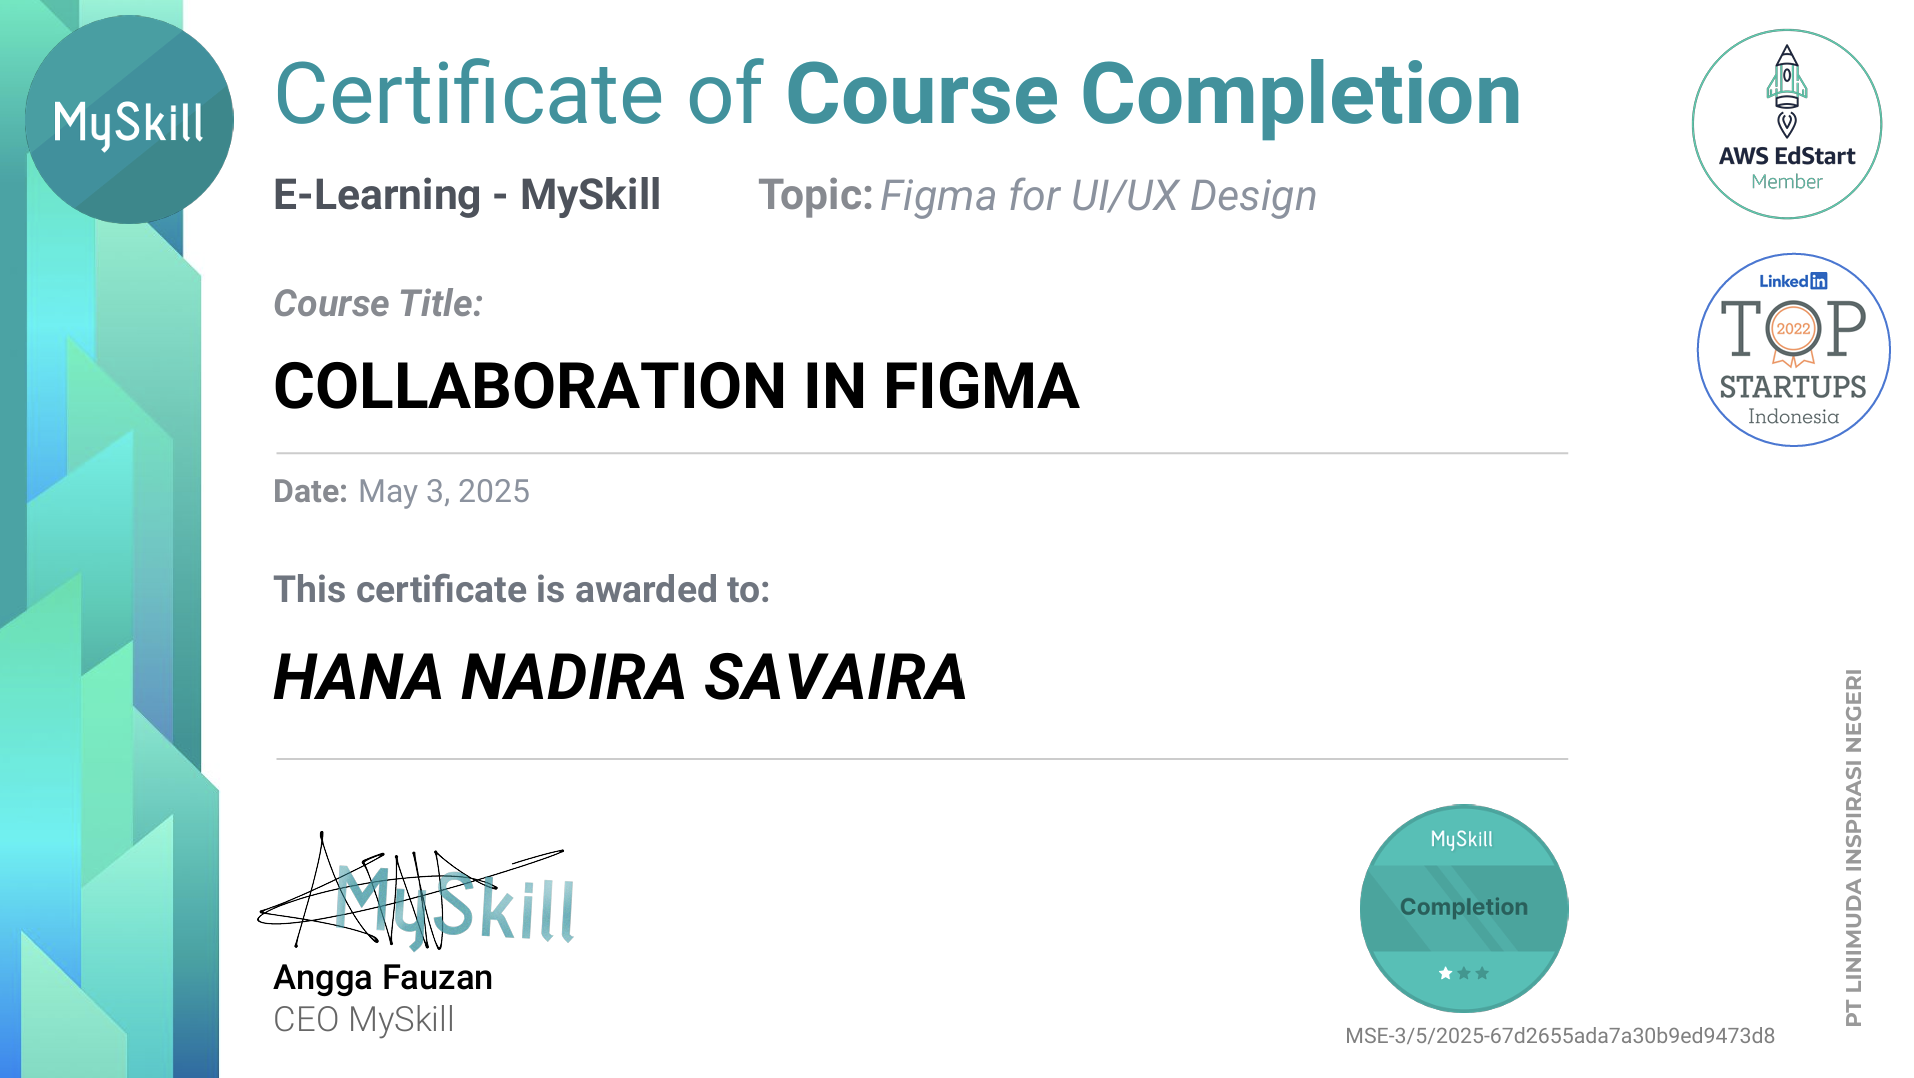 MySkill
Certificate of Course Completion
E-Learning - MySkill
Topic: Figma for UI/UX Design
AWS EdStart
Member
Course Title:
COLLABORATION IN FIGMA
LinkedIn
TOP
2022
STARTUPS
Indonesia
Date: May 3, 2025
This certificate is awarded to:
HANA NADIRA SAVAIRA
MySkill
Angga Fauzan
CEO MySkill
MySkill
Completion
MSE-3/5/2025-67d2655ada7a30b9ed9473d8
PT LINIMUDA INSPIRASI NEGERI